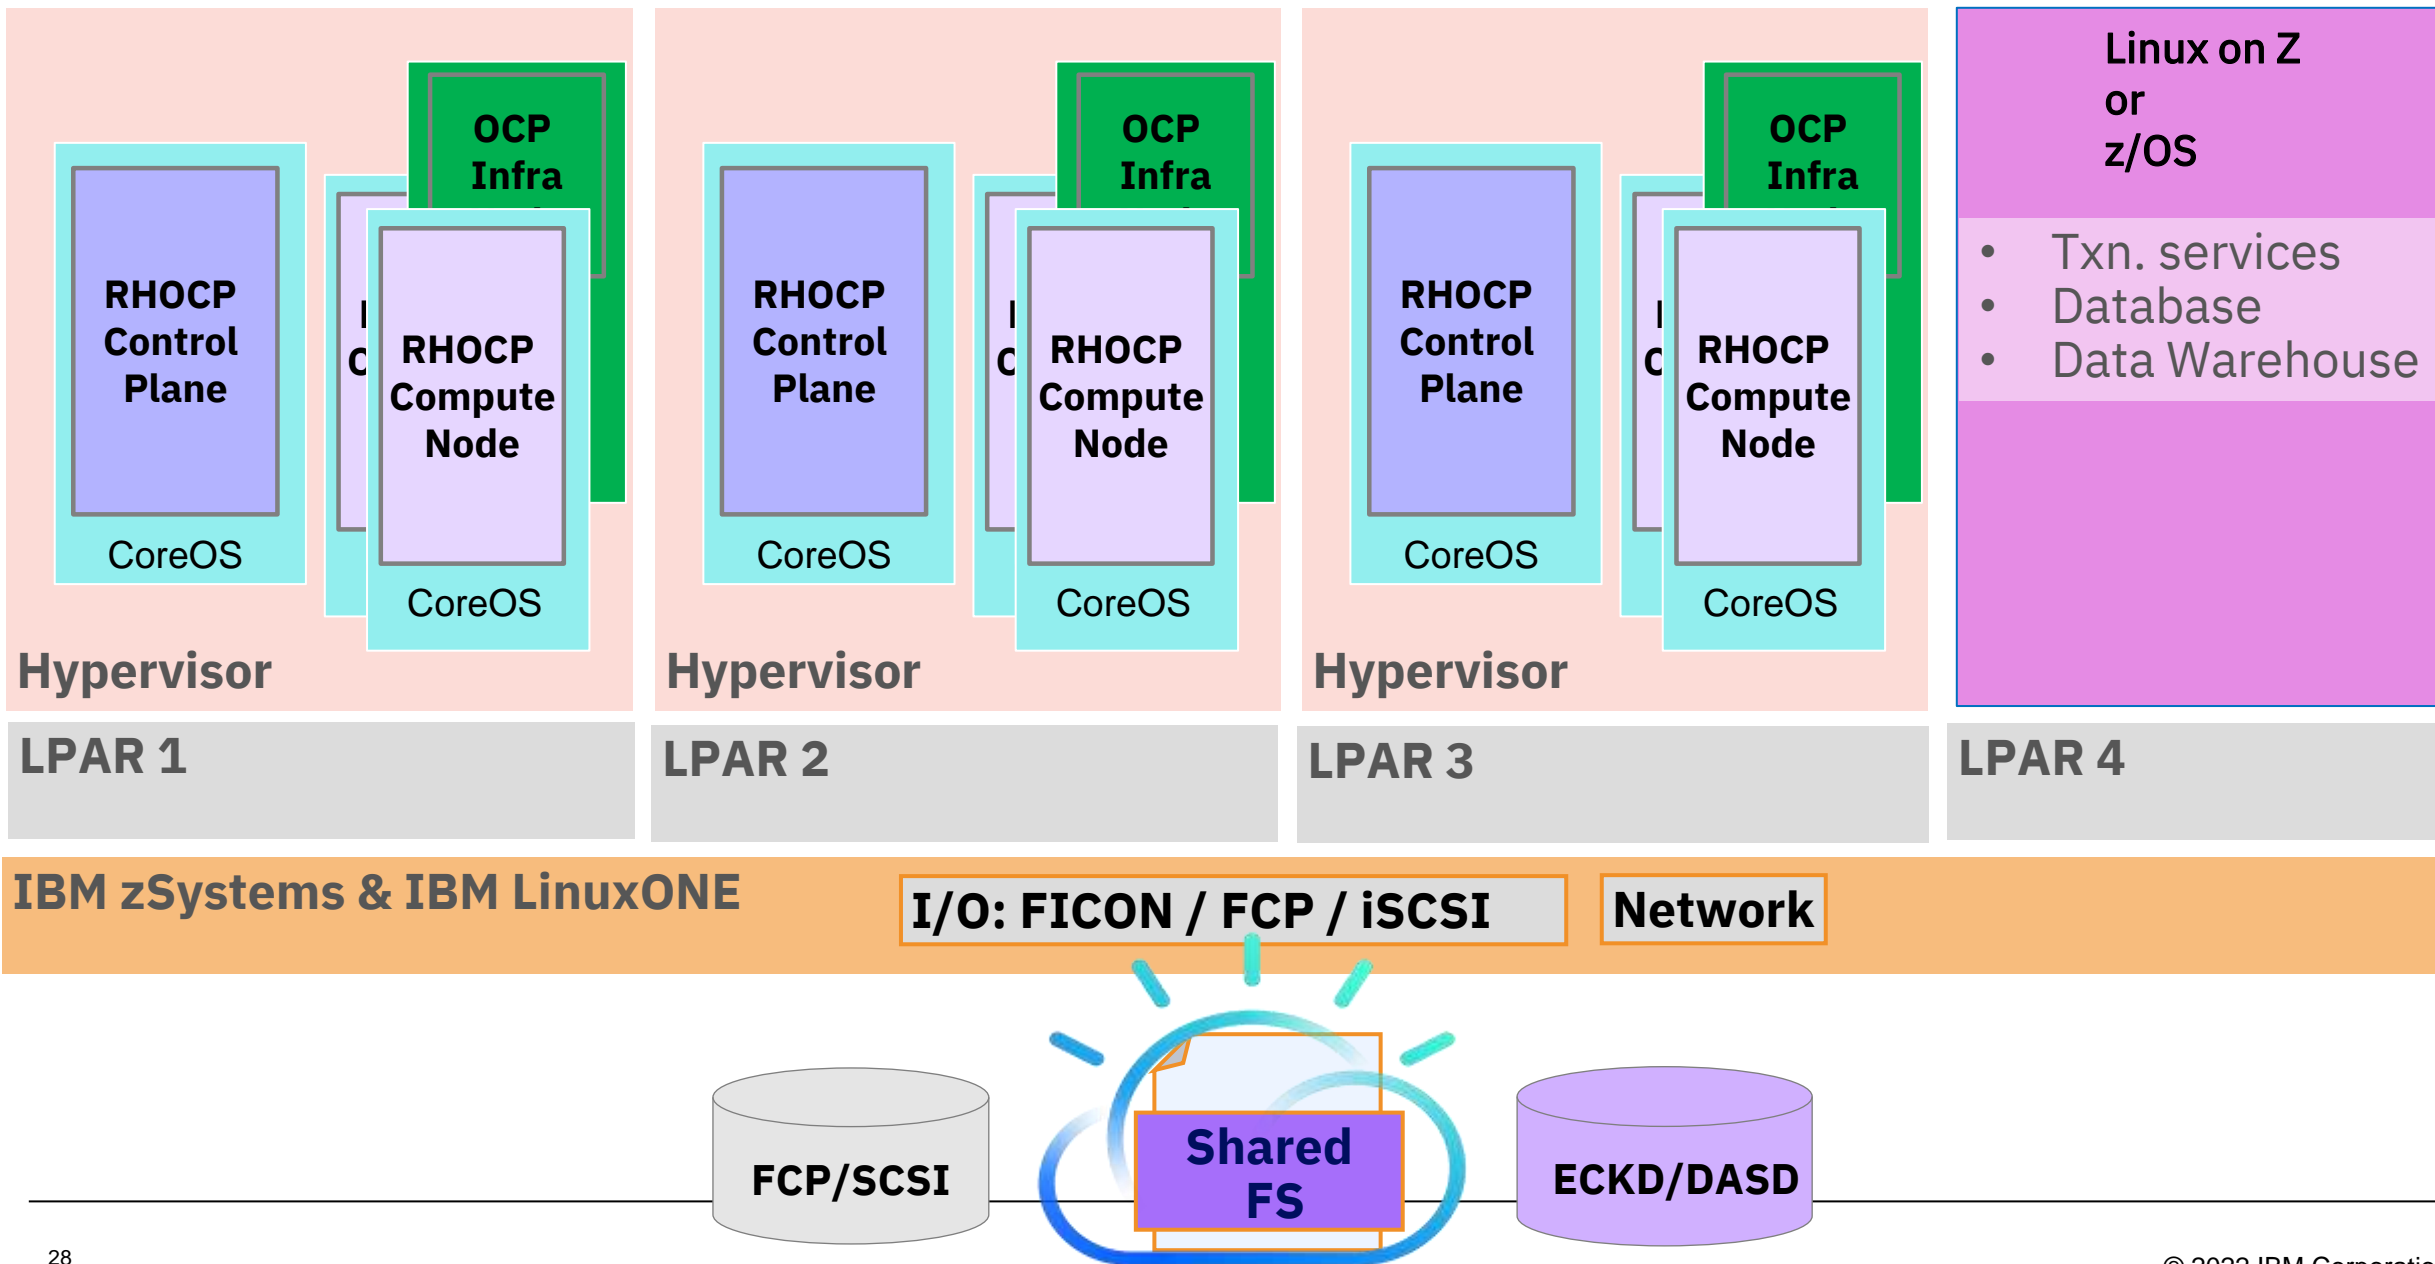 OCP
Infra
RHOCP
Control
Plane
CoreOS
RHOCP
Compute
Node
CoreOS
Hypervisor
OCP
Infra
RHOCP
Control
Plane
CoreOS
RHOCP
Compute
Node
CoreOS
Hypervisor
OCP
Infra
RHOCP
Control
Plane
CoreOS
RHOCP
Compute
Node
CoreOS
Hypervisor
Linux on Z
or
z/OS
• Txn. services
• Database
• Data Warehouse
LPAR 1
LPAR 2
LPAR 3
LPAR 4
IBM zSystems & IBM LinuxONE
I/O: FICON / FCP / iSCSI
Network
FCP/SCSI
Shared
FS
ECKD/DASD
28
IBM